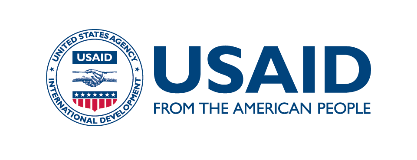 UNITED STATES AGENCY
USAID
INTERNATIONAL DEVELOPMENT
USAID
FROM THE AMERICAN PEOPLE